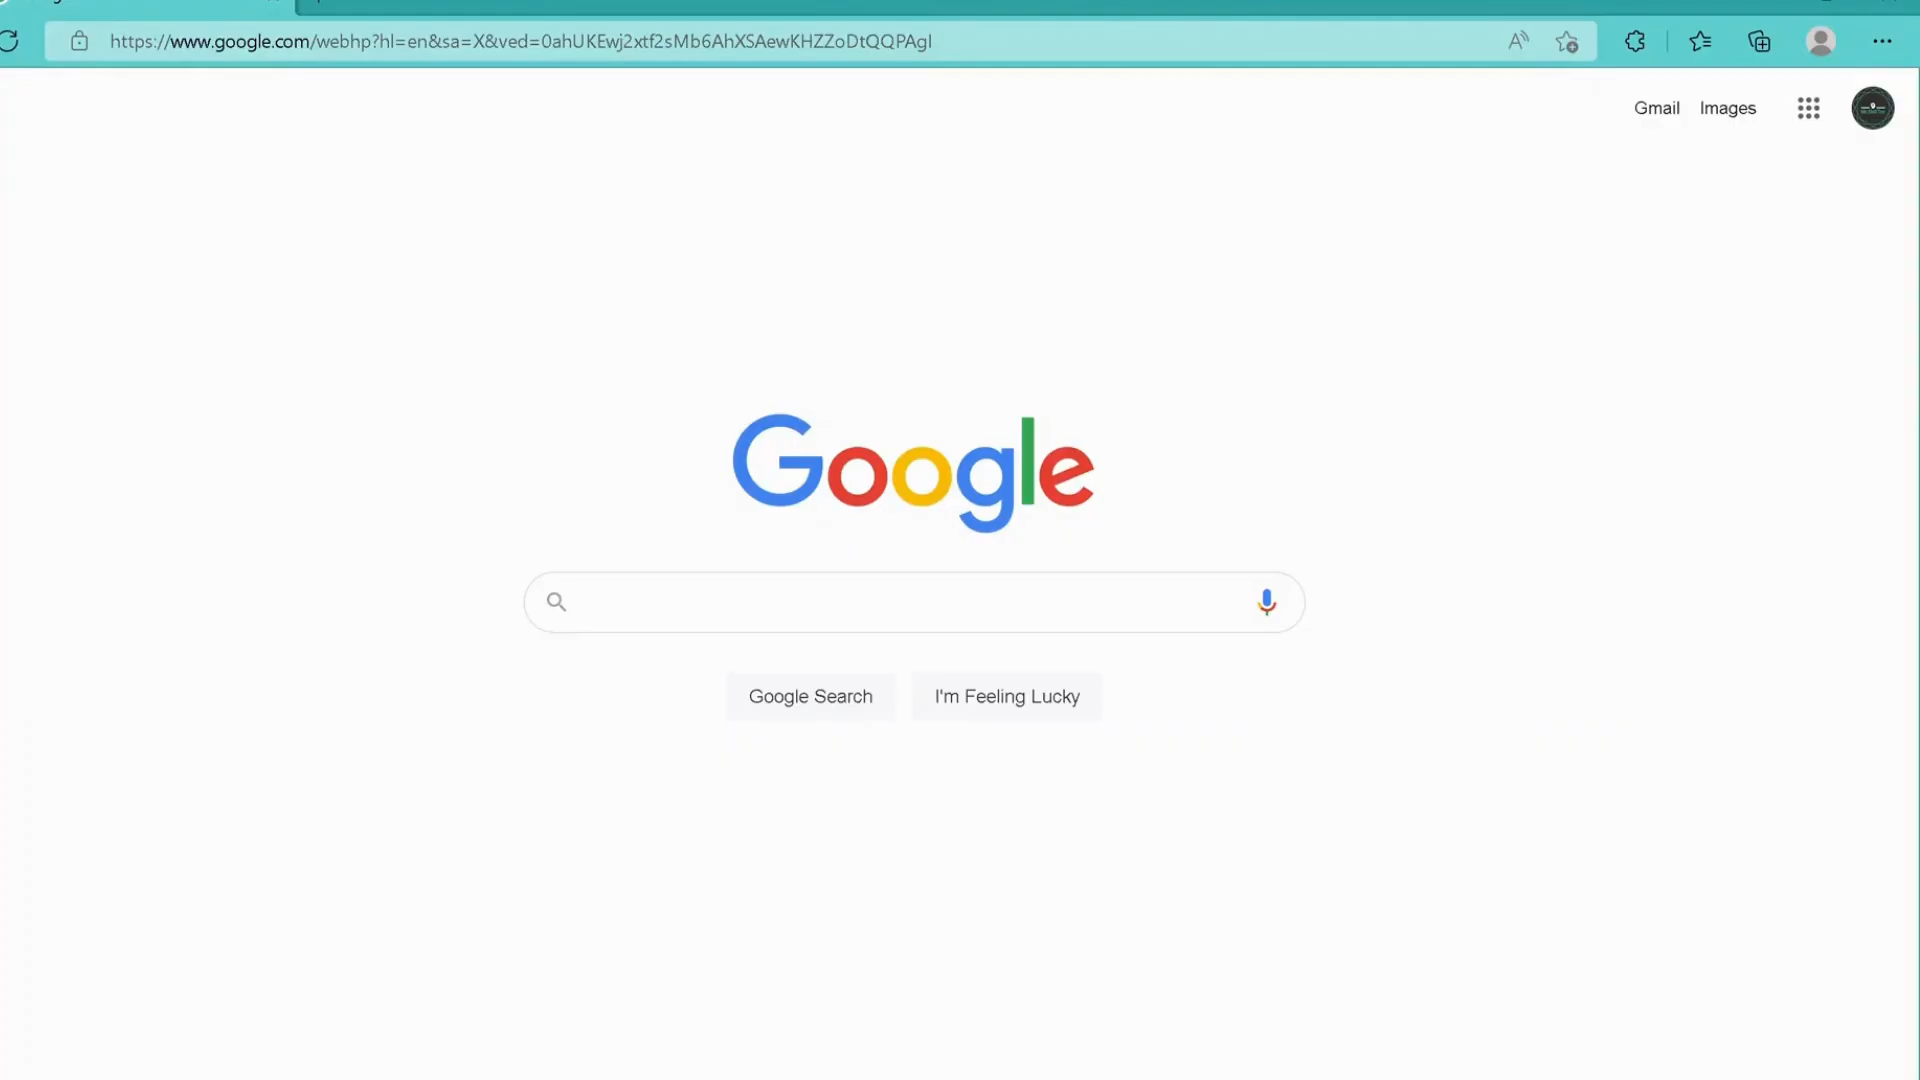 https://www.google.com/webhp?hl=en&sa=X&ved=0ahUKEwj2xtf2sMb6AhXSAewKHZZoDtQQPAgI
Gmail Images
Google
Google Search I'm Feeling Lucky